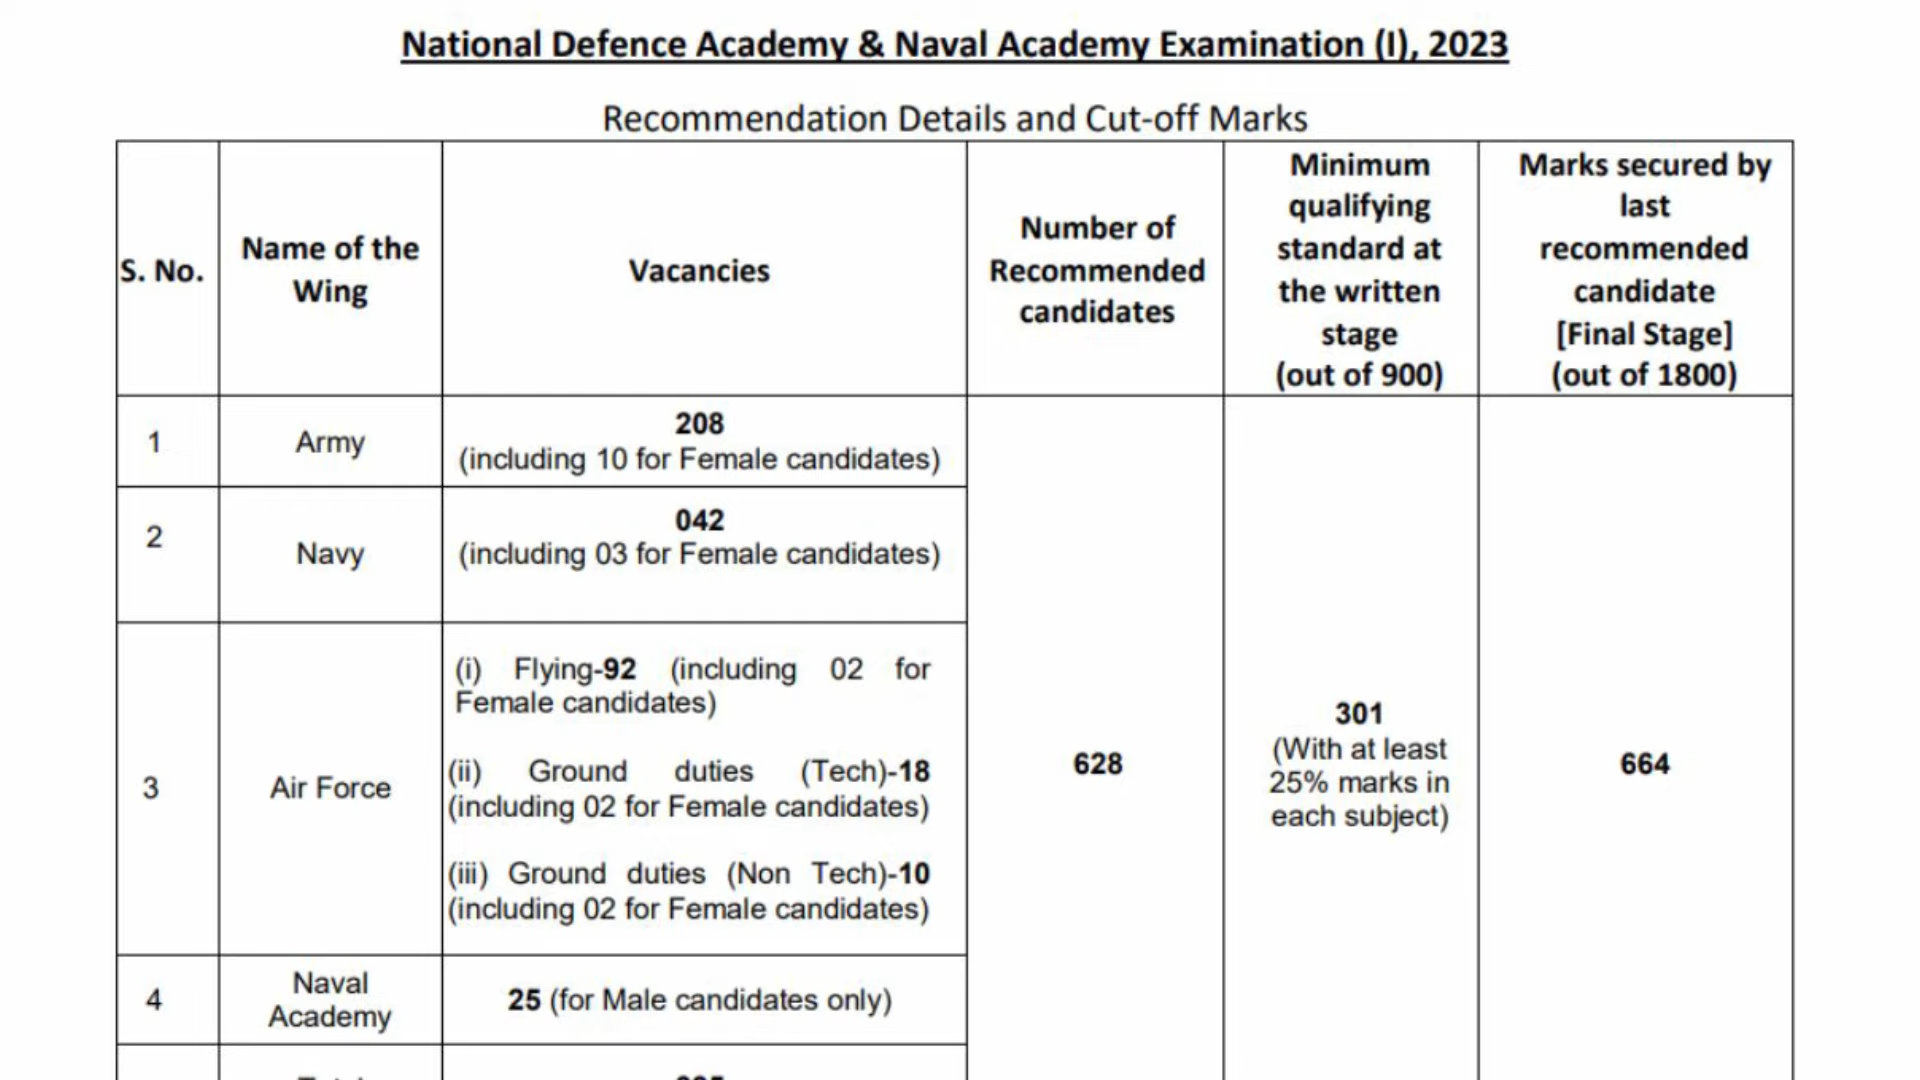 National Defence Academy & Naval Academy Examination (I), 2023
Recommendation Details and Cut-off Marks
S. No.
Name of the
Wing
Vacancies
Number of
Recommended
candidates
Minimum
qualifying
standard at
the written
stage
(out of 900)
Marks secured by
last
recommended
candidate
[Final Stage]
(out of 1800)
1
Army
208
(including 10 for Female candidates)
2
Navy
042
(including 03 for Female candidates)
3
Air Force
(i) Flying-92 (including 02 for
Female candidates)
(ii) Ground duties (Tech)-18
(including 02 for Female candidates)
(iii) Ground duties (Non Tech)-10
(including 02 for Female candidates)
628
301
(With at least
25% marks in
each subject)
664
4
Naval
Academy
25 (for Male candidates only)